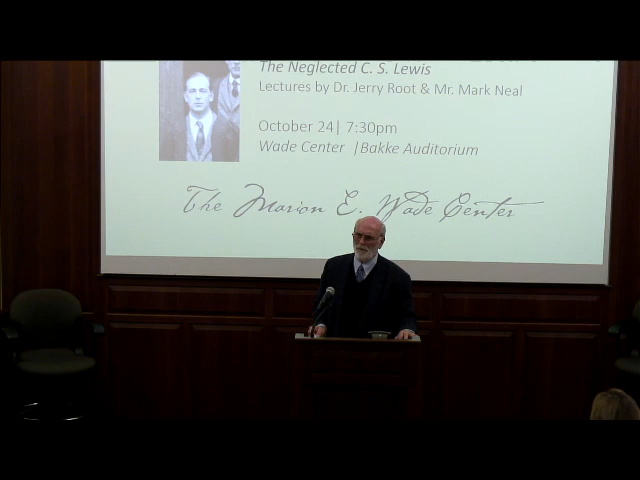 The Neglected C. S. Lewis
Lectures by Dr. Jerry Root & Mr. Mark Neal
October 24| 7:30pm
Wade Center |Bakke Auditorium
The Marion E. Wade Center